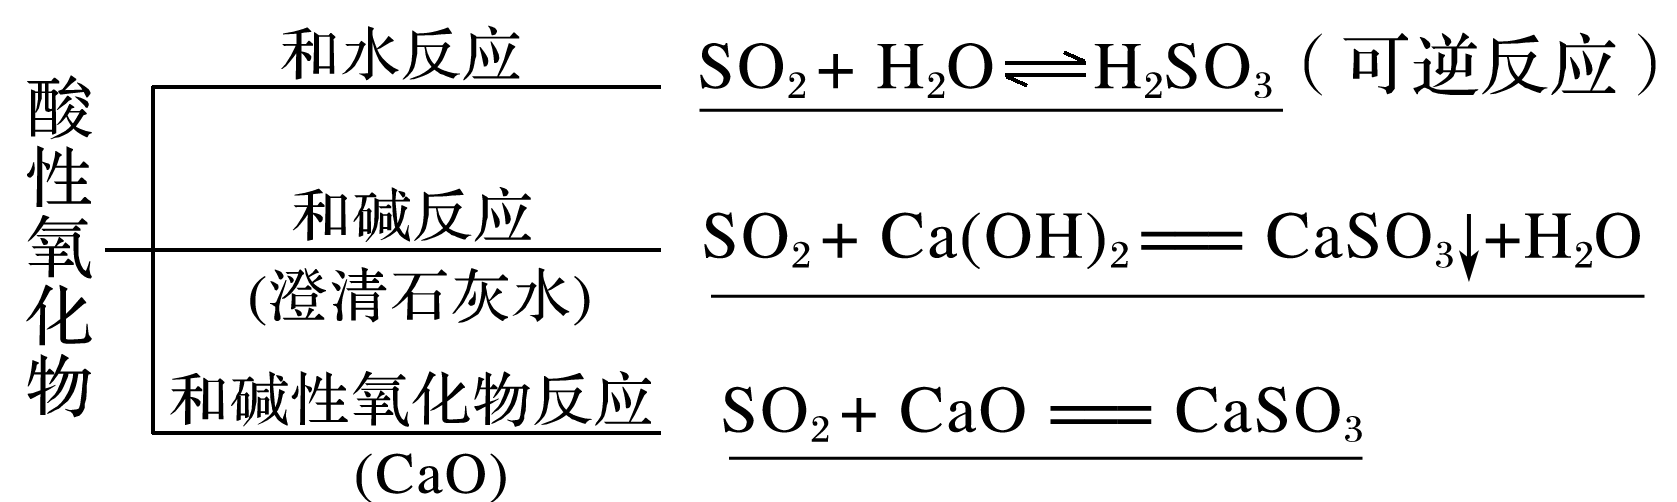 酸性氧化物
和水反应
SO₂ + H₂O⇌H₂SO₃（可逆反应）
和碱反应
(澄清石灰水)
SO₂ + Ca(OH)₂══ CaSO₃↓+H₂O
和碱性氧化物反应
(CaO)
SO₂ + CaO ══ CaSO₃